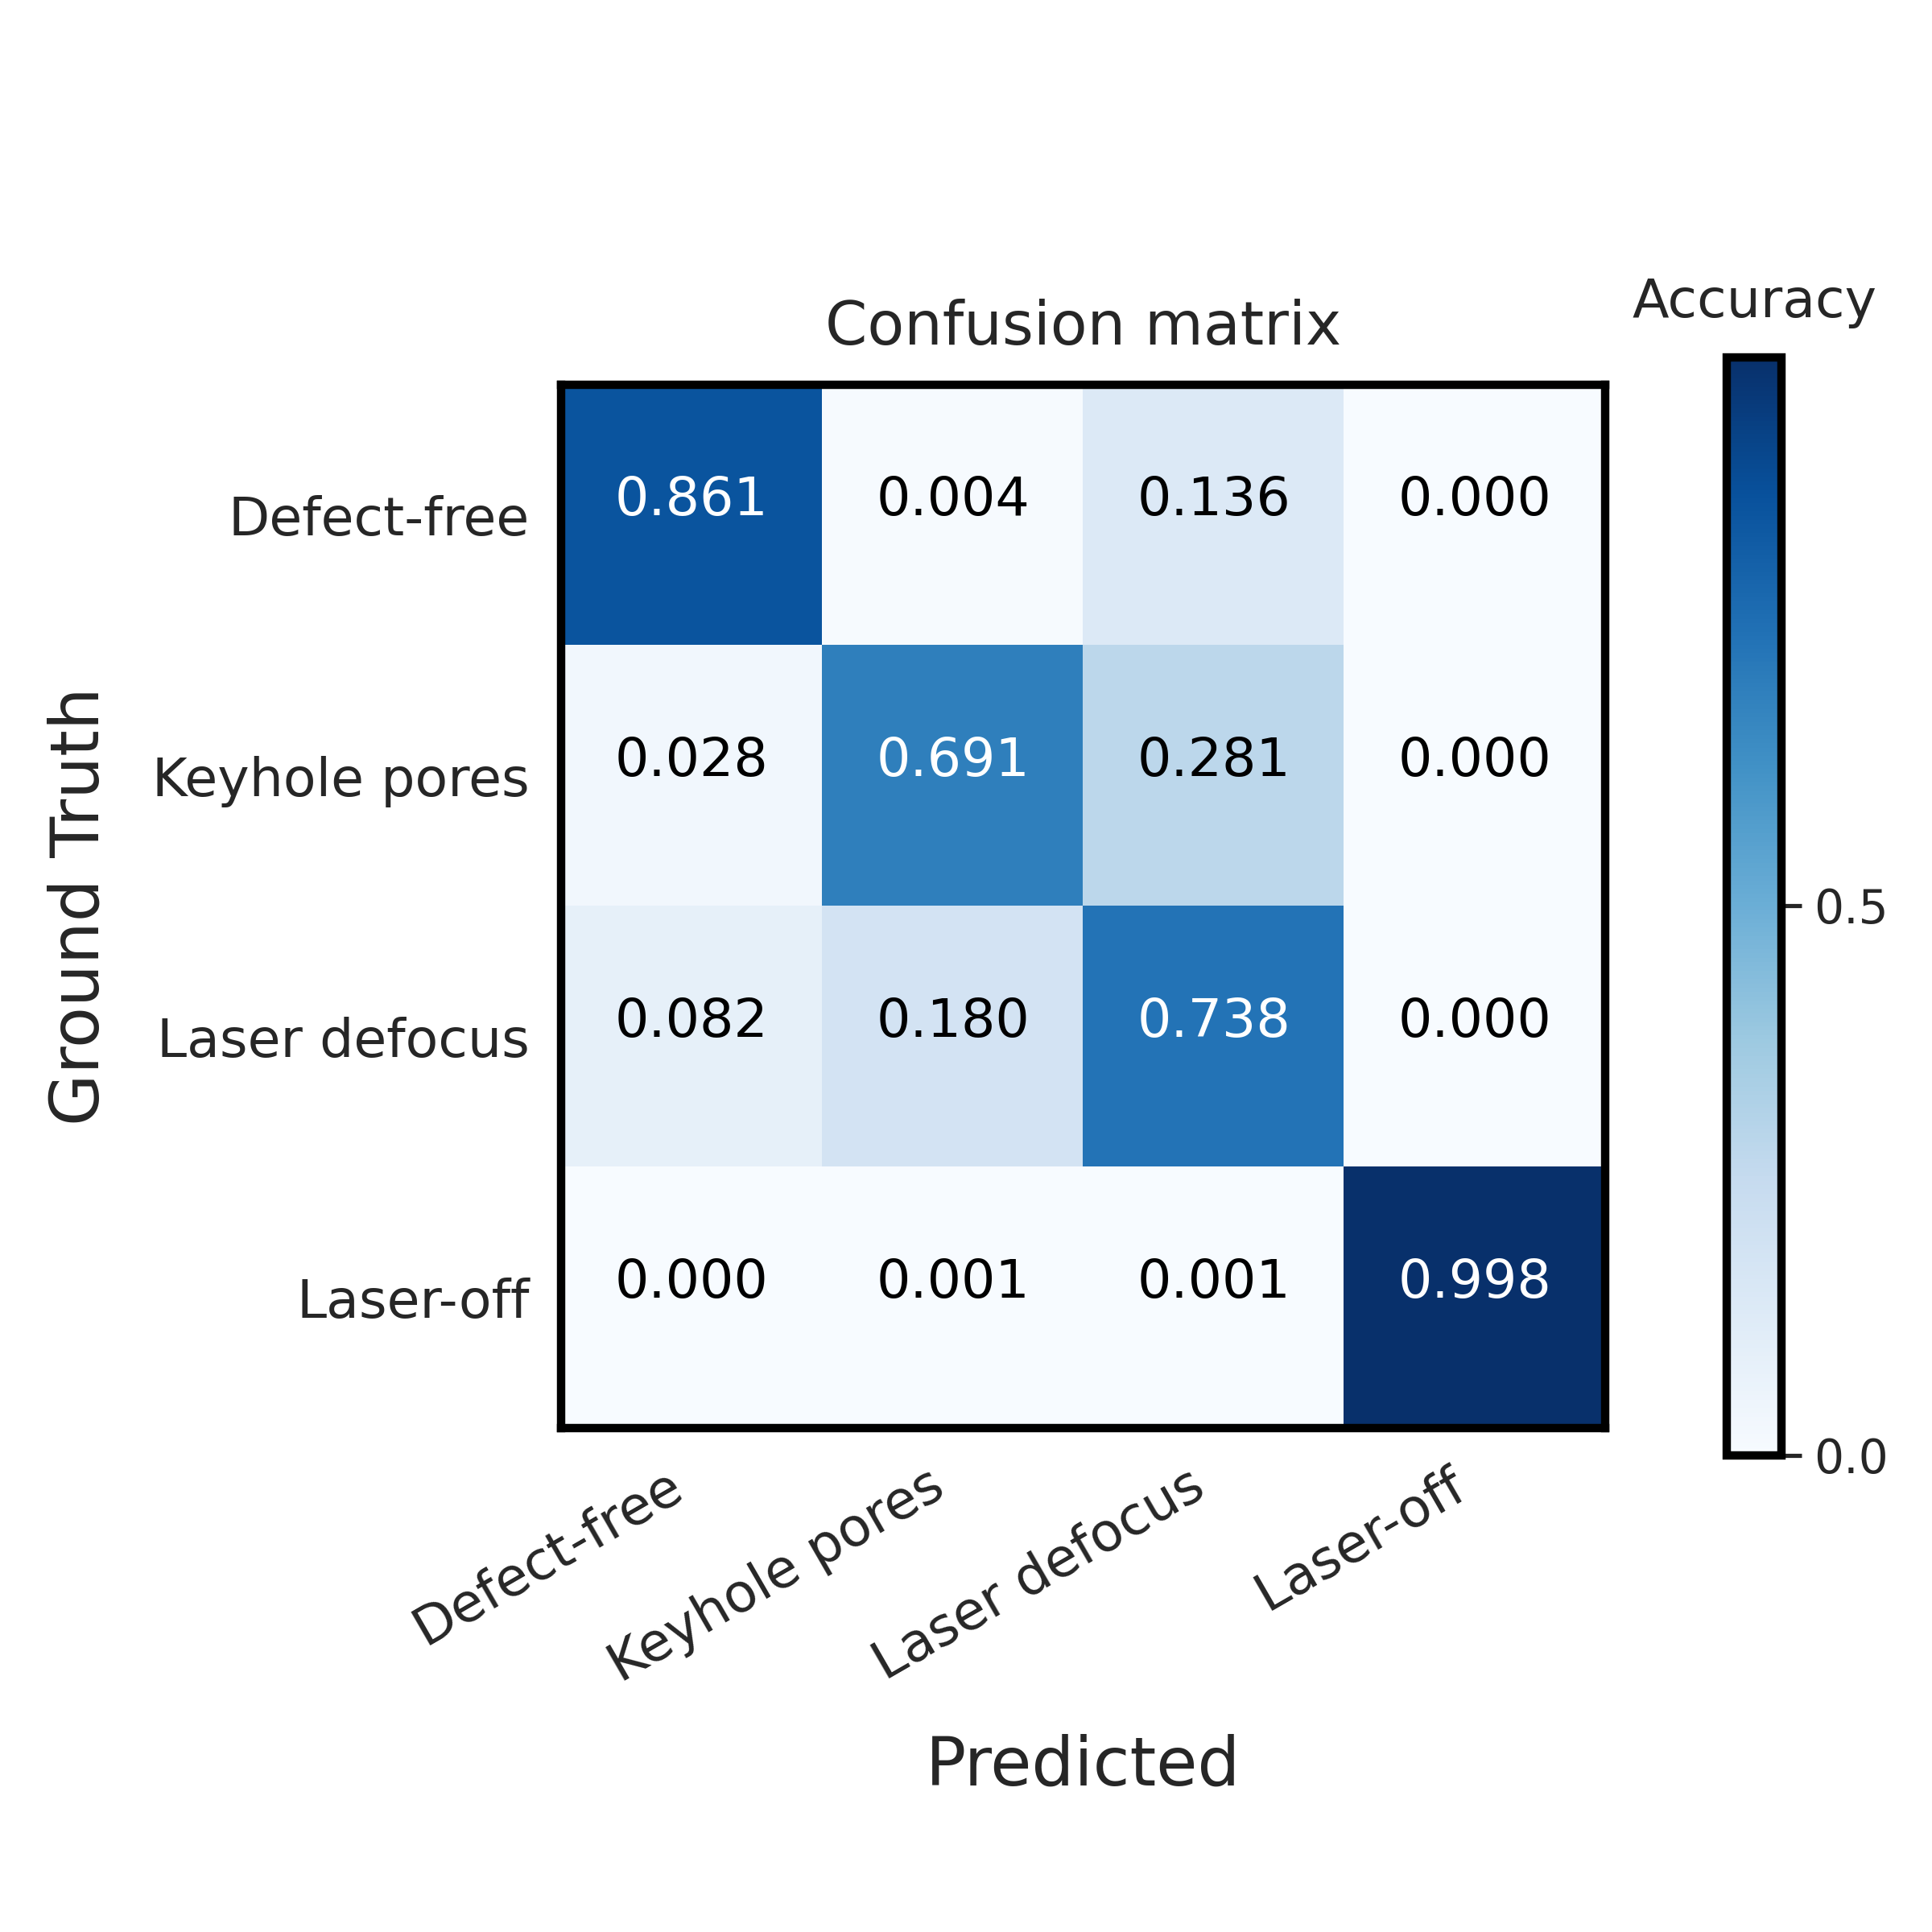 Accuracy
Confusion matrix
Defect-free 0.861 0.004 0.136 0.000
Keyhole pores 0.028 0.691 0.281 0.000
Laser defocus 0.082 0.180 0.738 0.000
Laser-off 0.000 0.001 0.001 0.998
Ground Truth
0.5
0.0
Defect-free
Keyhole pores
Laser defocus
Laser-off
Predicted